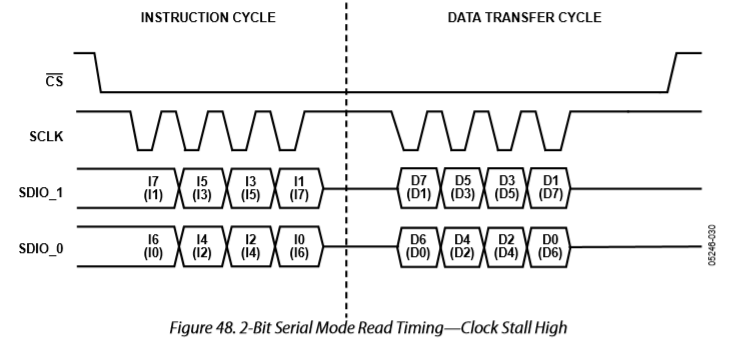 INSTRUCTION CYCLE DATA TRANSFER CYCLE
CS
SCLK
SDIO_1 I7 I5 I3 I1 D7 D5 D3 D1
(I1) (I3) (I5) (I7) (D1) (D3) (D5) (D7)
SDIO_0 I6 I4 I2 I0 D6 D4 D2 D0
(I0) (I2) (I4) (I6) (D0) (D2) (D4) (D6)
05246-030
Figure 48. 2-Bit Serial Mode Read Timing—Clock Stall High